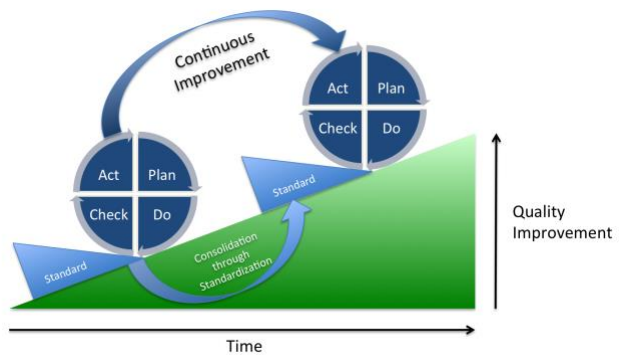 Continuous
Improvement
Act
Plan
Check
Do
Act
Plan
Check
Do
Standard
Standard
Consolidation
through
Standardization
Quality
Improvement
Time